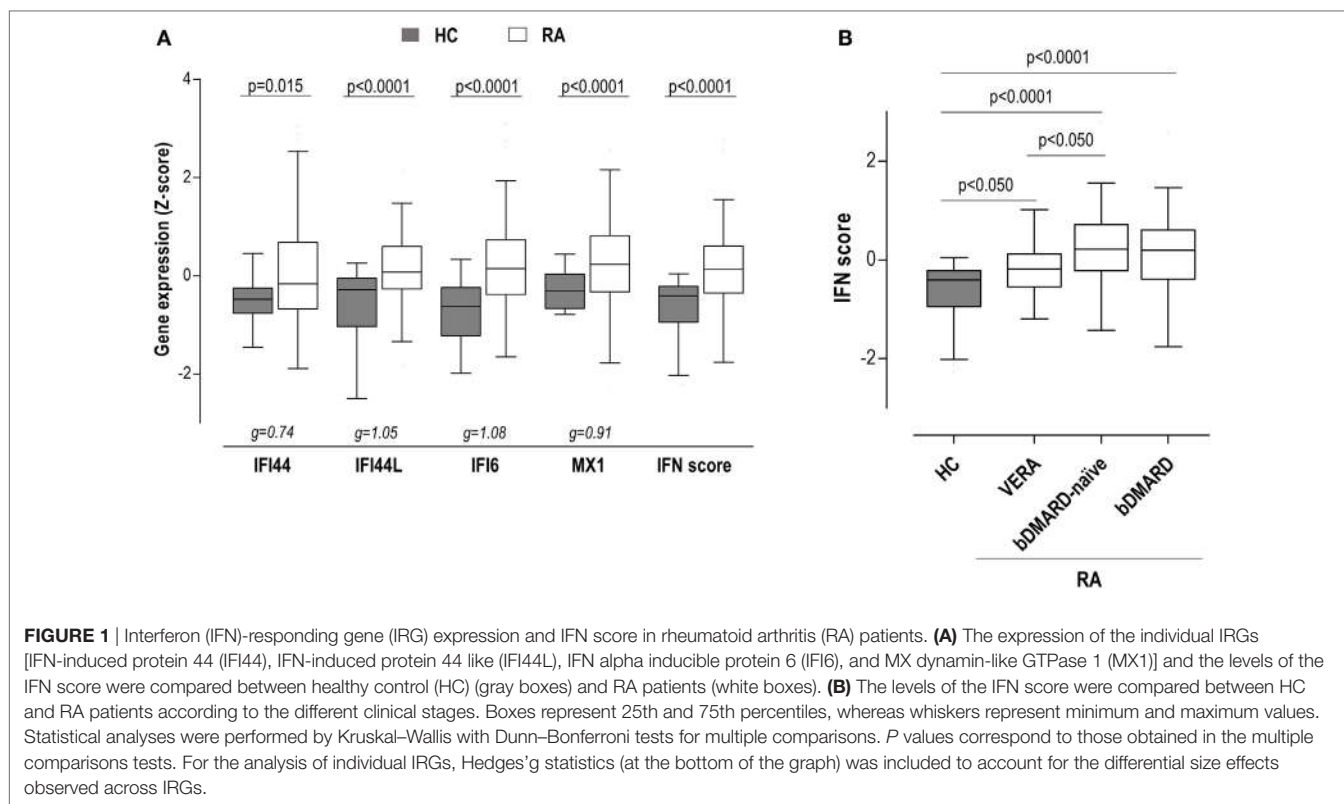 A
HC RA
B
p=0.015 p<0.0001 p<0.0001 p<0.0001 p<0.0001
4
2
0
-2
Gene expression (Z-score)
g=0.74 g=1.05 g=1.08 g=0.91
IFI44 IFI44L IFI6 MX1 IFN score
p<0.0001
p<0.0001
p<0.050
p<0.050
2
0
-2
IFN score
HC VERA bDMARD-naïve bDMARD
RA
FIGURE 1 | Interferon (IFN)-responding gene (IRG) expression and IFN score in rheumatoid arthritis (RA) patients. (A) The expression of the individual IRGs
[IFN-induced protein 44 (IFI44), IFN-induced protein 44 like (IFI44L), IFN alpha inducible protein 6 (IFI6), and MX dynamin-like GTPase 1 (MX1)] and the levels of the
IFN score were compared between healthy control (HC) (gray boxes) and RA patients (white boxes). (B) The levels of the IFN score were compared between HC
and RA patients according to the different clinical stages. Boxes represent 25th and 75th percentiles, whereas whiskers represent minimum and maximum values.
Statistical analyses were performed by Kruskal–Wallis with Dunn–Bonferroni tests for multiple comparisons. P values correspond to those obtained in the multiple
comparisons tests. For the analysis of individual IRGs, Hedges'g statistics (at the bottom of the graph) was included to account for the differential size effects
observed across IRGs.